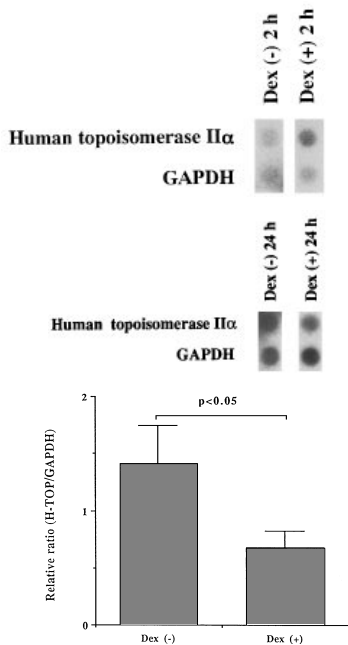 Dex (-) 2 h
Dex (+) 2 h
Human topoisomerase IIα
GAPDH
Dex (-) 24 h
Dex (+) 24 h
Human topoisomerase IIα
GAPDH
2
p<0.05
1
0
Relative ratio (H-TOP/GAPDH)
Dex (-)
Dex (+)